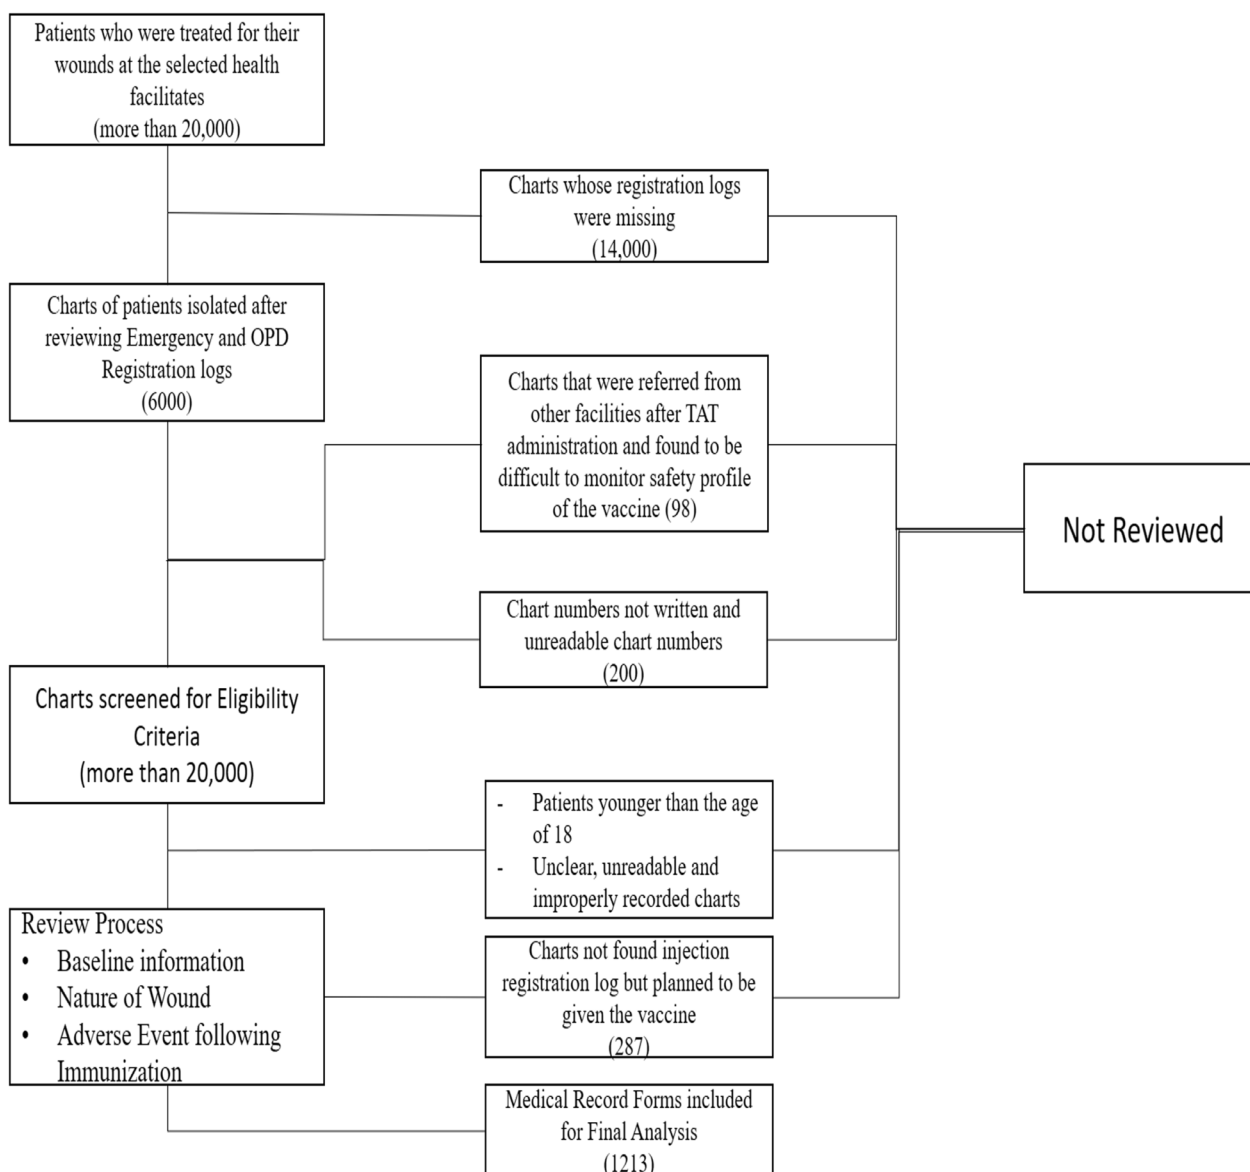 Patients who were treated for their
wounds at the selected health
facilitates
(more than 20,000)
Charts whose registration logs
were missing
(14,000)
Charts of patients isolated after
reviewing Emergency and OPD
Registration logs
(6000)
Charts that were referred from
other facilities after TAT
administration and found to be
difficult to monitor safety profile
of the vaccine (98)
Not Reviewed
Chart numbers not written and
unreadable chart numbers
(200)
Charts screened for Eligibility
Criteria
(more than 20,000)
- Patients younger than the age
of 18
- Unclear, unreadable and
improperly recorded charts
Review Process
• Baseline information
• Nature of Wound
• Adverse Event following
Immunization
Charts not found injection
registration log but planned to be
given the vaccine
(287)
Medical Record Forms included
for Final Analysis
(1213)